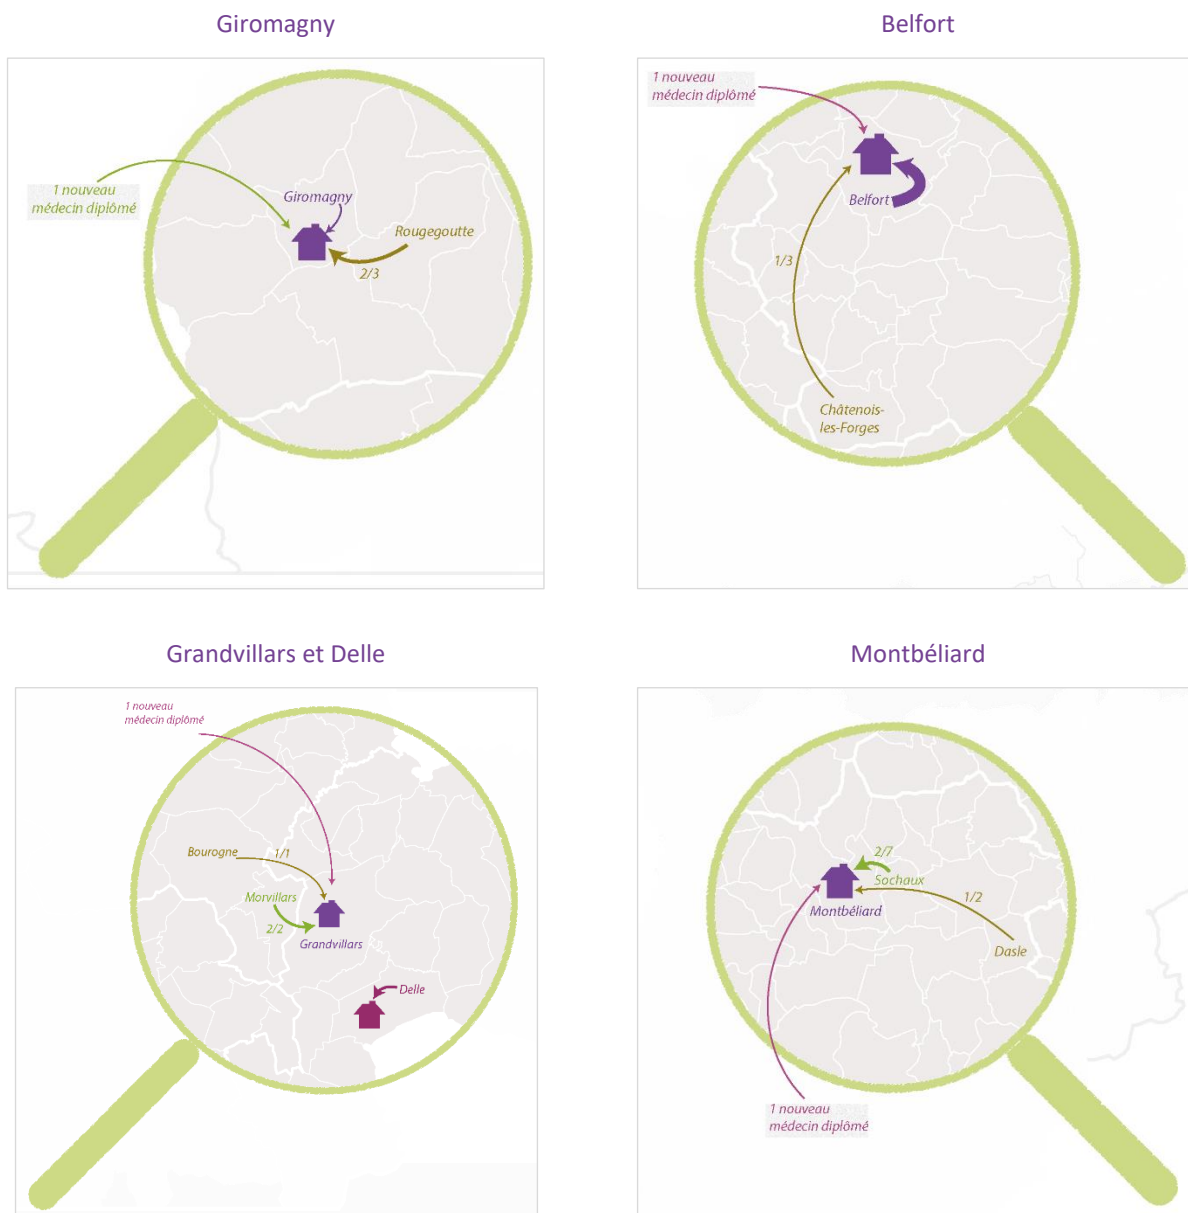 Giromagny
1 nouveau
médecin diplômé
Giromagny
Rougegoutte
2/3
Belfort
1 nouveau
médecin diplômé
Belfort
1/3
Châtenois-
les-Forges
Grandvillars et Delle
1 nouveau
médecin diplômé
Bourogne
1/1
Morvillars
2/2
Grandvillars
Delle
Montbéliard
2/7
Sochaux
1/2
Montbéliard
Dasle
1 nouveau
médecin diplômé